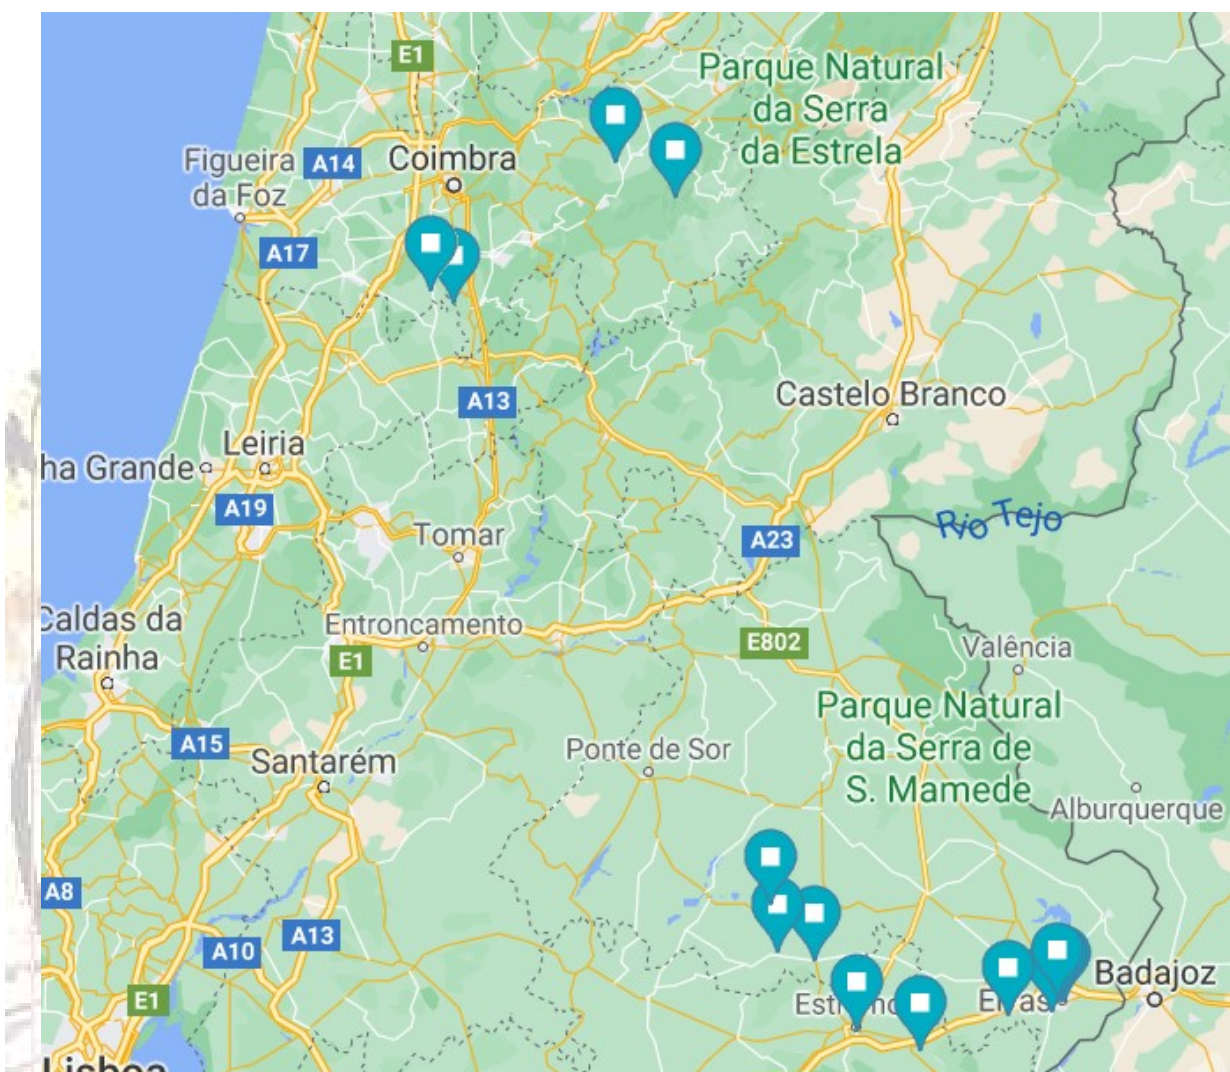 E1
Parque Natural
da Serra
da Estrela
Figueira
da Foz
A14
Coimbra
A17
A13
Castelo Branco
Leiria
ha Grande
A19
Tomar
A23
Rio Tejo
Caldas da
Rainha
Entroncamento
E1
E802
Valência
Parque Natural
da Serra de
S. Mamede
A15
Santarém
Ponte de Sor
Alburquerque
A8
A10
A13
E1
Badajoz
Lisboa